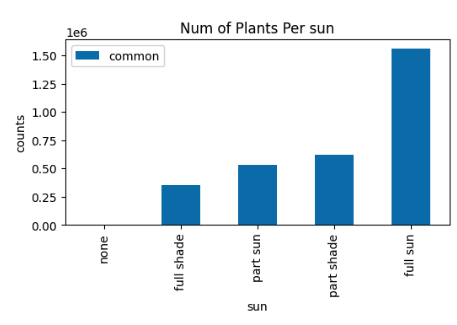 Num of Plants Per sun
1e6
common
1.50
1.25
1.00
0.75
0.50
0.25
0.00
counts
none
full shade
part sun
part shade
full sun
sun